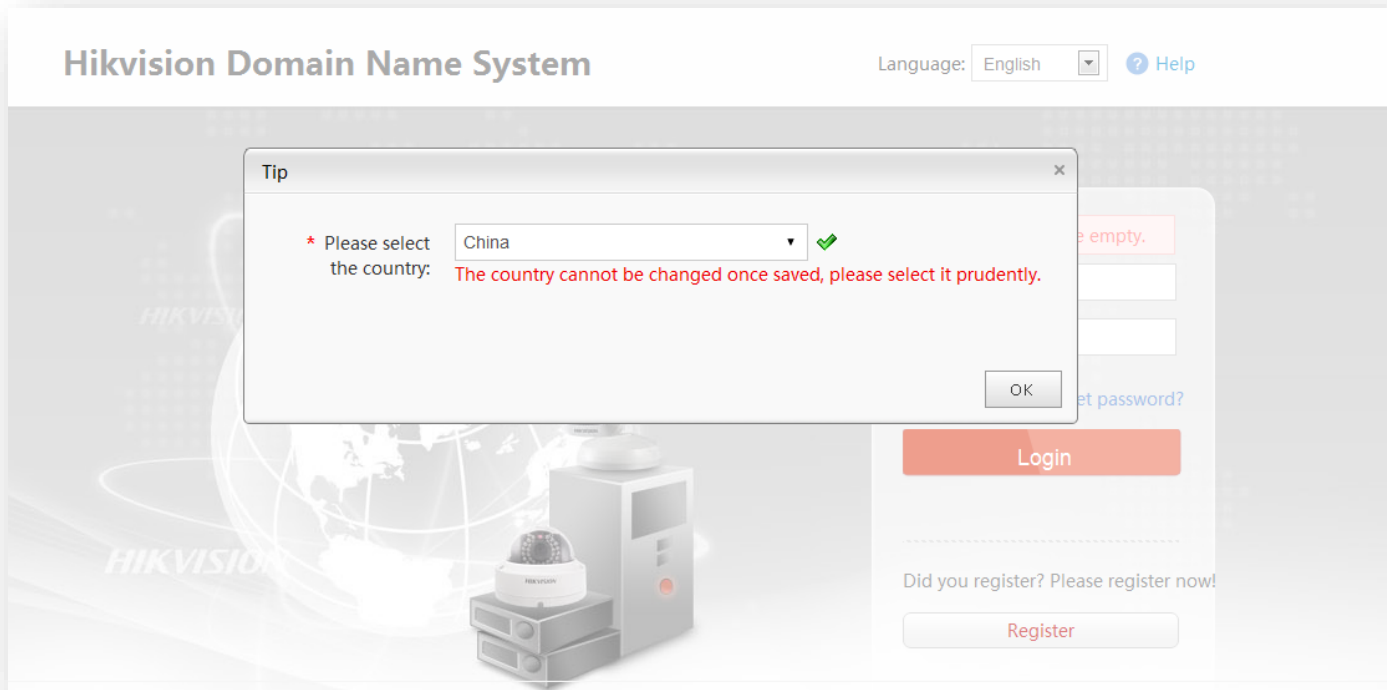 Hikvision Domain Name System
Language: English
? Help
Tip
* Please select the country:
China
The country cannot be changed once saved, please select it prudently.
OK
empty.
password?
Login
Did you register? Please register now!
Register
HIKVISION
HIKVISION
HIKVISION